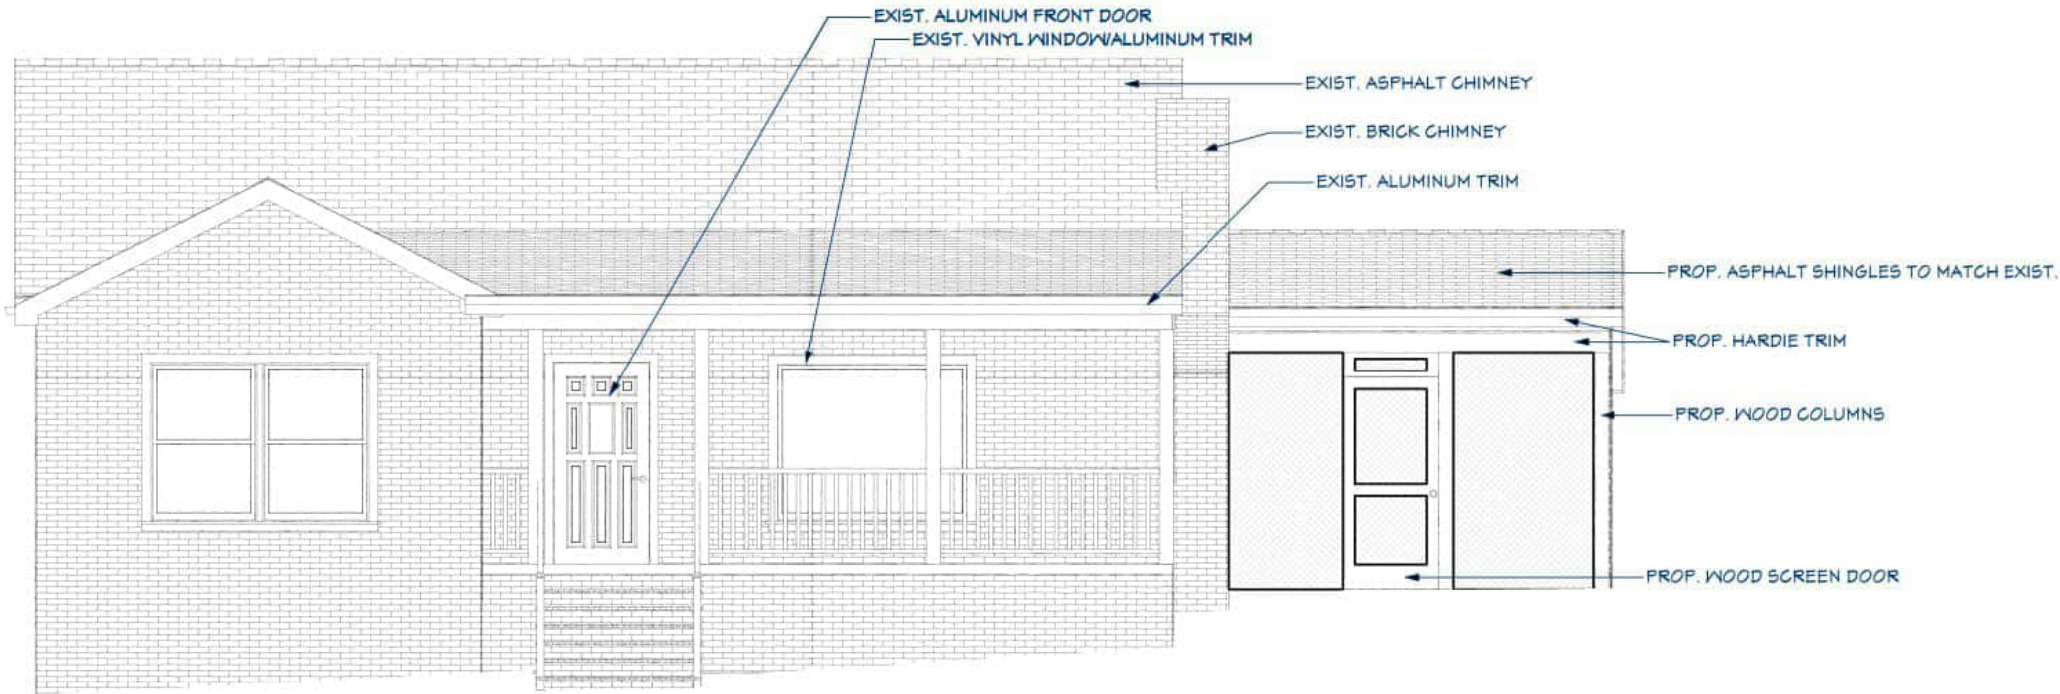 EXIST. ALUMINUM FRONT DOOR
EXIST. VINYL WINDOW/ALUMINUM TRIM
EXIST. ASPHALT CHIMNEY
EXIST. BRICK CHIMNEY
EXIST. ALUMINUM TRIM
PROP. ASPHALT SHINGLES TO MATCH EXIST.
PROP. HARDIE TRIM
PROP. WOOD COLUMNS
PROP. WOOD SCREEN DOOR